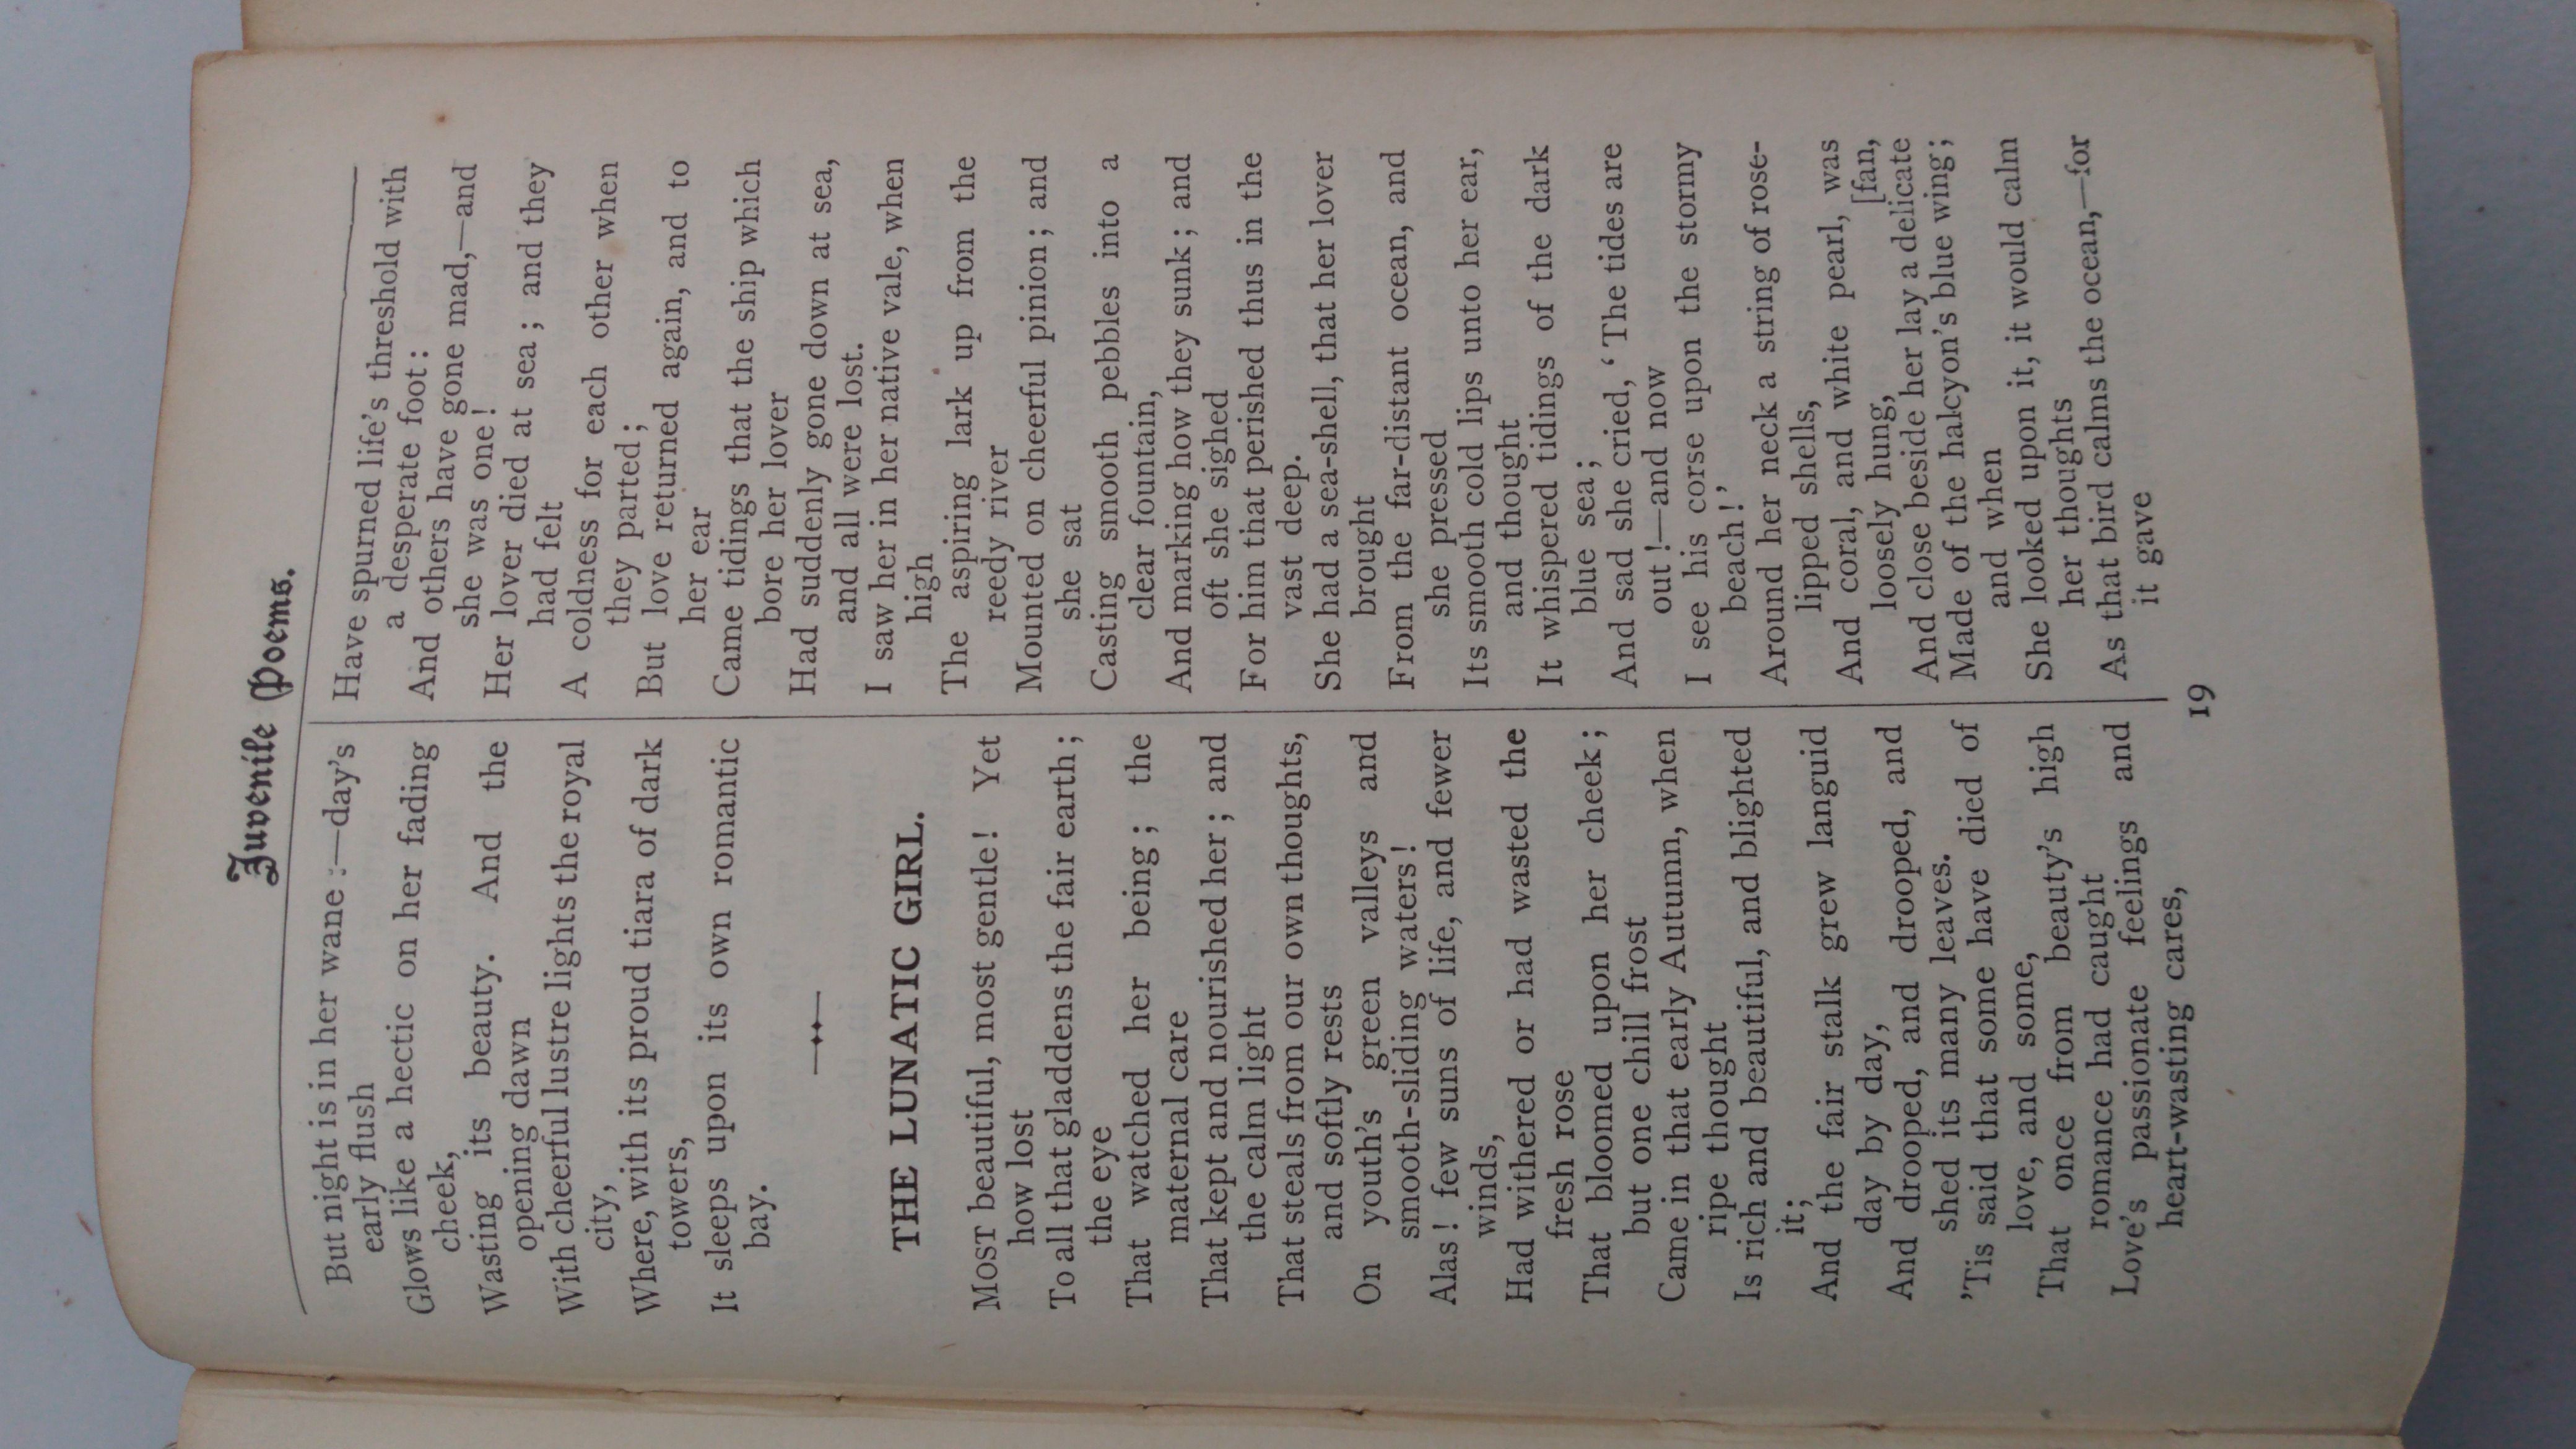 Juvenile Poems.
But night is in her wane :—day's
early flush
Glows like a hectic on her fading
cheek,
Wasting its beauty. And the
opening dawn
With cheerful lustre lights the royal
city,
Where, with its proud tiara of dark
towers,
It sleeps upon its own romantic
bay.
THE LUNATIC GIRL.
MOST beautiful, most gentle! Yet
how lost
To all that gladdens the fair earth ;
the eye
That watched her being ; the
maternal care
That kept and nourished her ; and
the calm light
That steals from our own thoughts,
and softly rests
On youth's green valleys and
smooth-sliding waters!
Alas ! few suns of life, and fewer
winds,
Had withered or had wasted the
fresh rose
That bloomed upon her cheek ;
but one chill frost
Came in that early Autumn, when
ripe thought
Is rich and beautiful, and blighted
it;
And the fair stalk grew languid
day by day,
And drooped, and drooped, and
shed its many leaves.
'Tis said that some have died of
love, and some,
That once from beauty's high
romance had caught
Love's passionate feelings and
heart-wasting cares,
Have spurned life's threshold with
a desperate foot :
And others have gone mad,—and
she was one !
Her lover died at sea ; and they
had felt
A coldness for each other when
they parted ;
But love returned again, and to
her ear
Came tidings that the ship which
bore her lover
Had suddenly gone down at sea,
and all were lost.
I saw her in her native vale, when
high
The aspiring lark up from the
reedy river
Mounted on cheerful pinion ; and
she sat
Casting smooth pebbles into a
clear fountain,
And marking how they sunk ; and
oft she sighed
For him that perished thus in the
vast deep.
She had a sea-shell, that her lover
brought
From the far-distant ocean, and
she pressed
Its smooth cold lips unto her ear,
and thought
It whispered tidings of the dark
blue sea ;
And sad she cried, ‘ The tides are
out !—and now
I see his corse upon the stormy
beach !’
Around her neck a string of rose-
lipped shells,
And coral, and white pearl, was
loosely hung, [fan,
And close beside her lay a delicate
Made of the halcyon's blue wing ;
and when
She looked upon it, it would calm
her thoughts
As that bird calms the ocean,—for
it gave
19